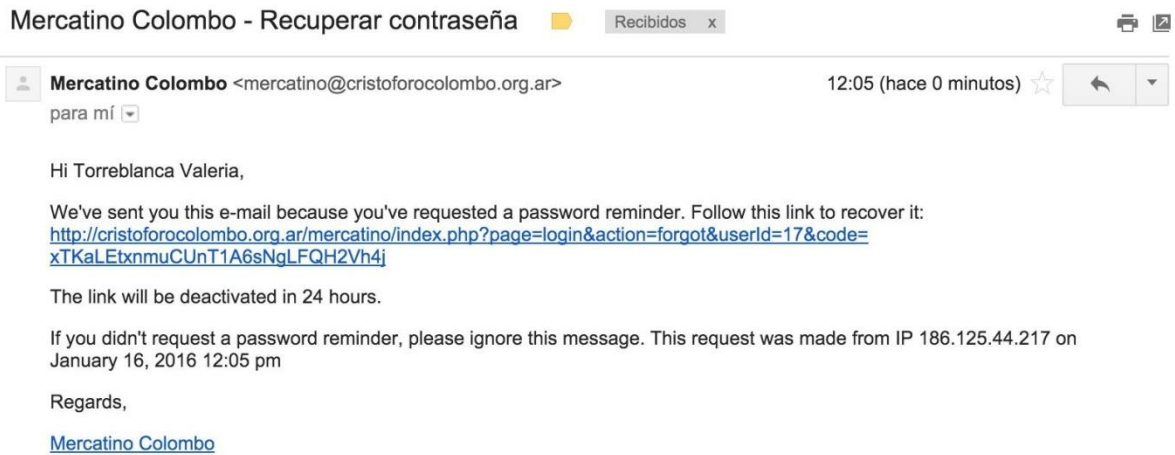 Mercatino Colombo - Recuperar contraseña Recibidos x
Mercatino Colombo <mercatino@cristoforocolombo.org.ar> 12:05 (hace 0 minutos)
para mí
Hi Torreblanca Valeria,
We've sent you this e-mail because you've requested a password reminder. Follow this link to recover it:
http://cristoforocolombo.org.ar/mercatino/index.php?page=login&action=forgot&userId=17&code=
xTKaLEtxnmuCUnT1A6sNgLFQH2Vh4j
The link will be deactivated in 24 hours.
If you didn't request a password reminder, please ignore this message. This request was made from IP 186.125.44.217 on
January 16, 2016 12:05 pm
Regards,
Mercatino Colombo